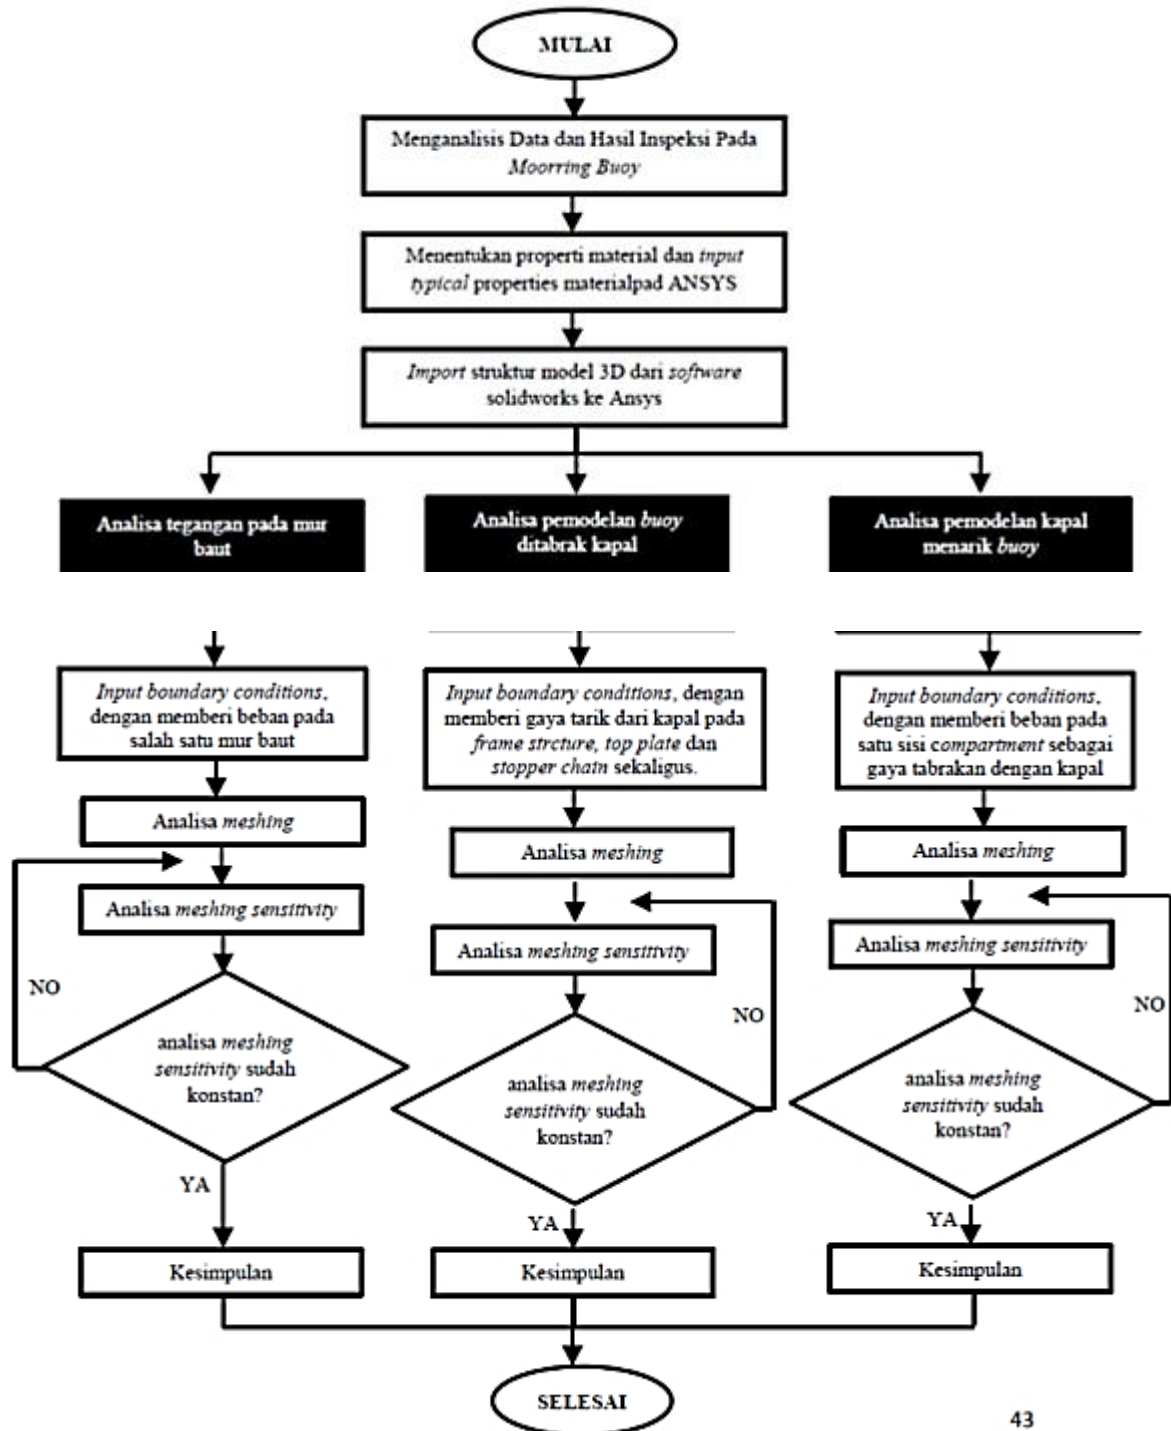 MULAI
Menganalisis Data dan Hasil Inspeksi Pada
Moorring Buoy
Menentukan properti material dan input
typical properties materialpad ANSYS
Import struktur model 3D dari software
solidworks ke Ansys
Analisa tegangan pada mur
baut
Analisa pemodelan buoy
ditabrak kapal
Analisa pemodelan kapal
menarik buoy
Input boundary conditions,
dengan memberi beban pada
salah satu mur baut
Input boundary conditions, dengan
memberi gaya tarik dari kapal pada
frame strcture, top plate dan
stopper chain sekaligus.
Input boundary conditions,
dengan memberi beban pada
satu sisi compartment sebagai
gaya tabrakan dengan kapal
Analisa meshing
Analisa meshing
Analisa meshing
Analisa meshing sensitivity
Analisa meshing sensitivity
Analisa meshing sensitivity
NO
NO
NO
analisa meshing
sensitivity sudah
konstan?
analisa meshing
sensitivity sudah
konstan?
analisa meshing
sensitivity sudah
konstan?
YA
YA
YA
Kesimpulan
Kesimpulan
Kesimpulan
SELESAI
43